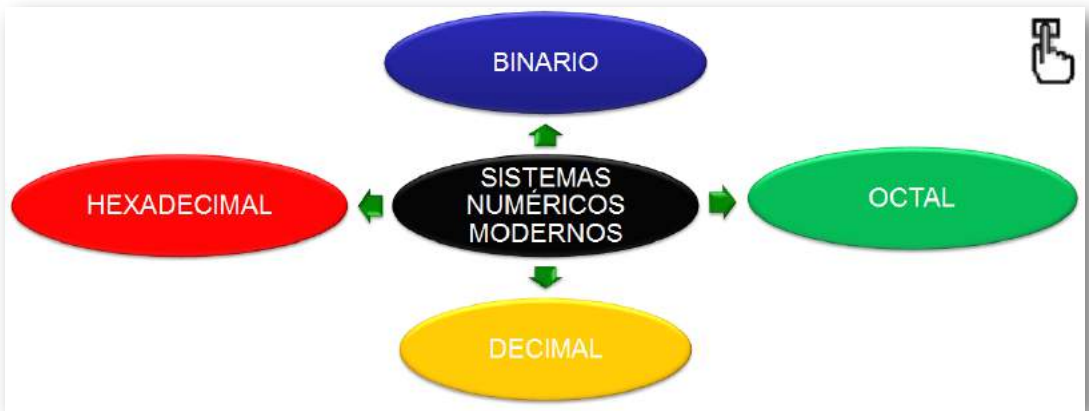 BINARIO
HEXADECIMAL
SISTEMAS
NUMÉRICOS
MODERNOS
OCTAL
DECIMAL